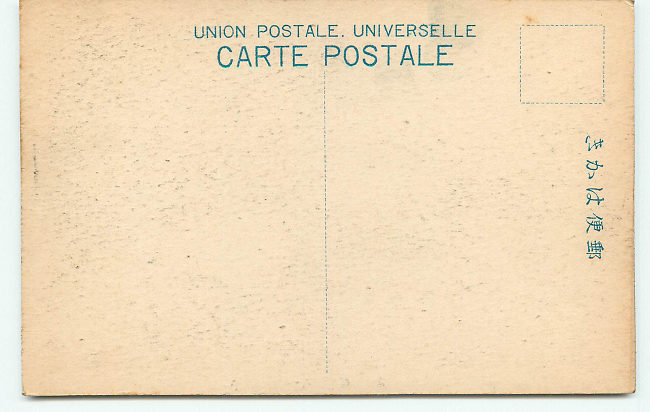 UNION POSTALE. UNIVERSELLE
CARTE POSTALE
郵便はかき